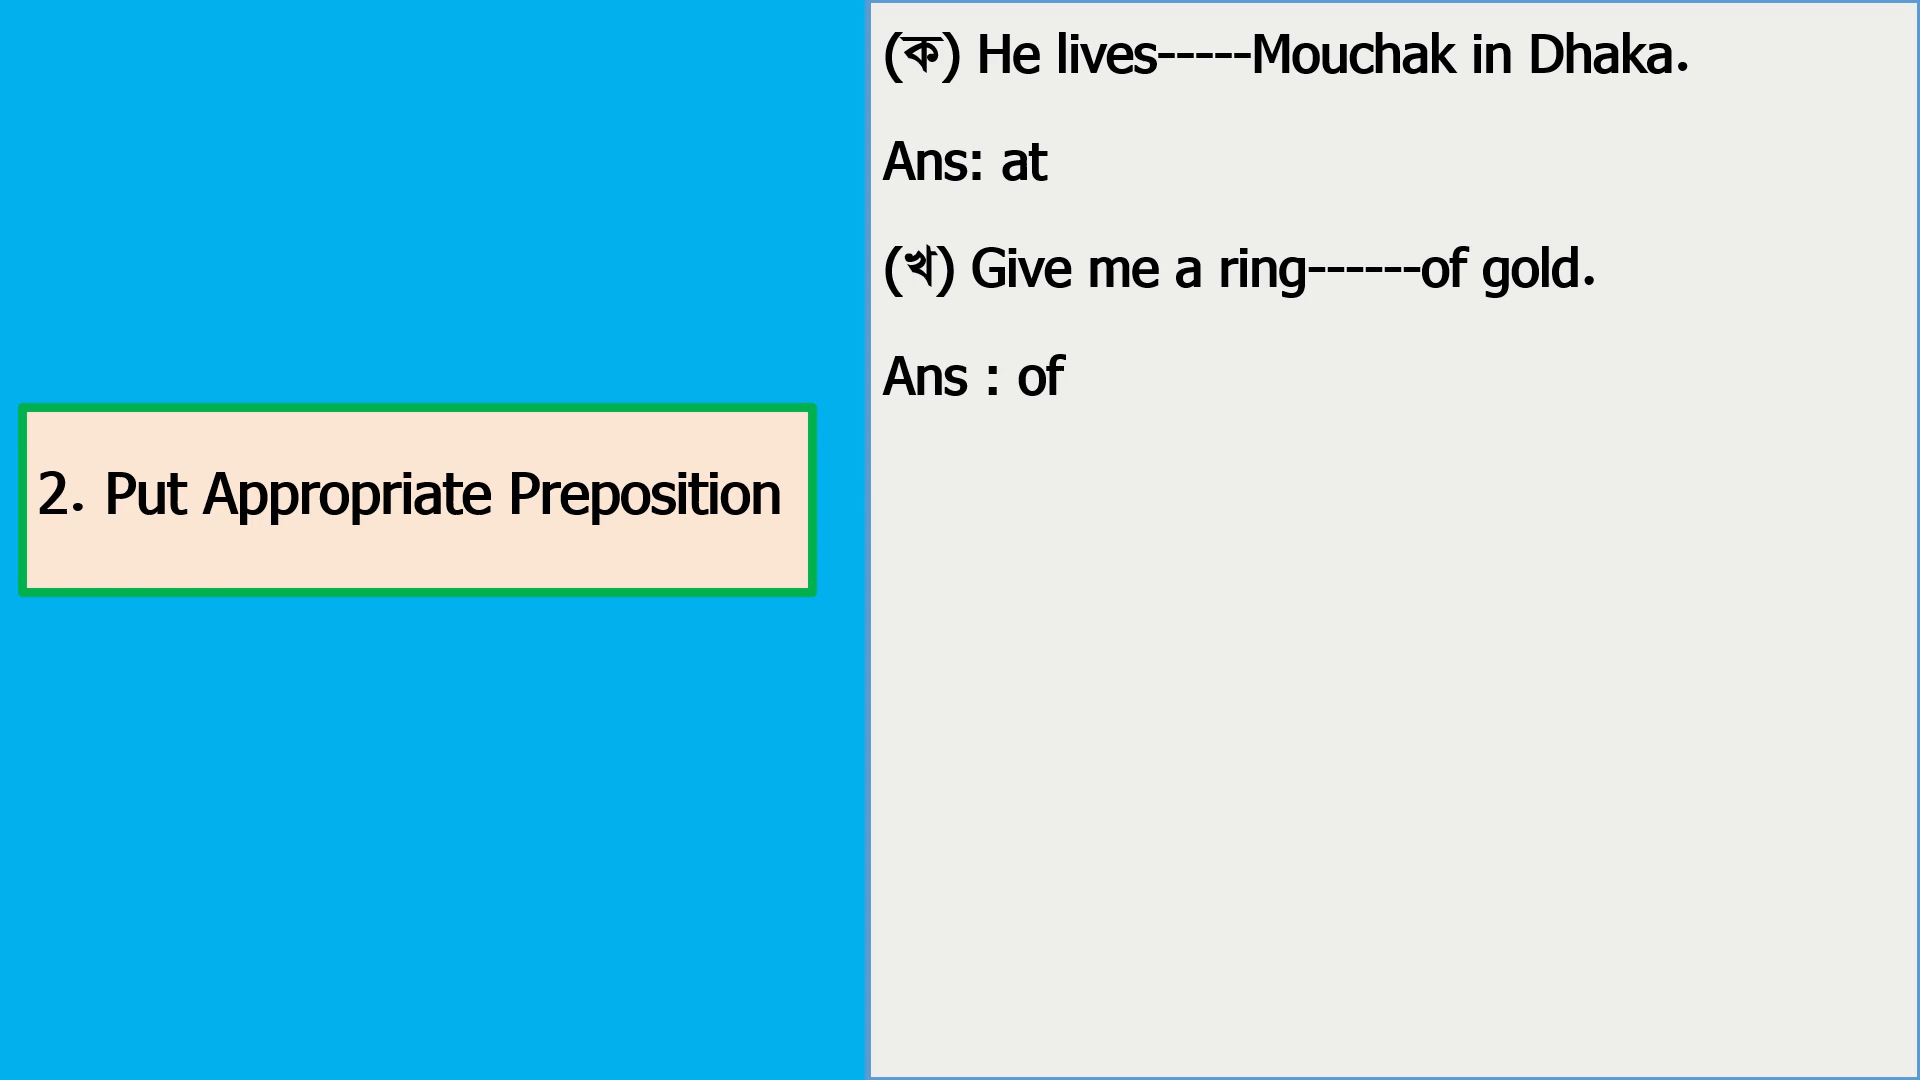 2. Put Appropriate Preposition
(ক) He lives-----Mouchak in Dhaka.
Ans: at
(খ) Give me a ring------of gold.
Ans : of